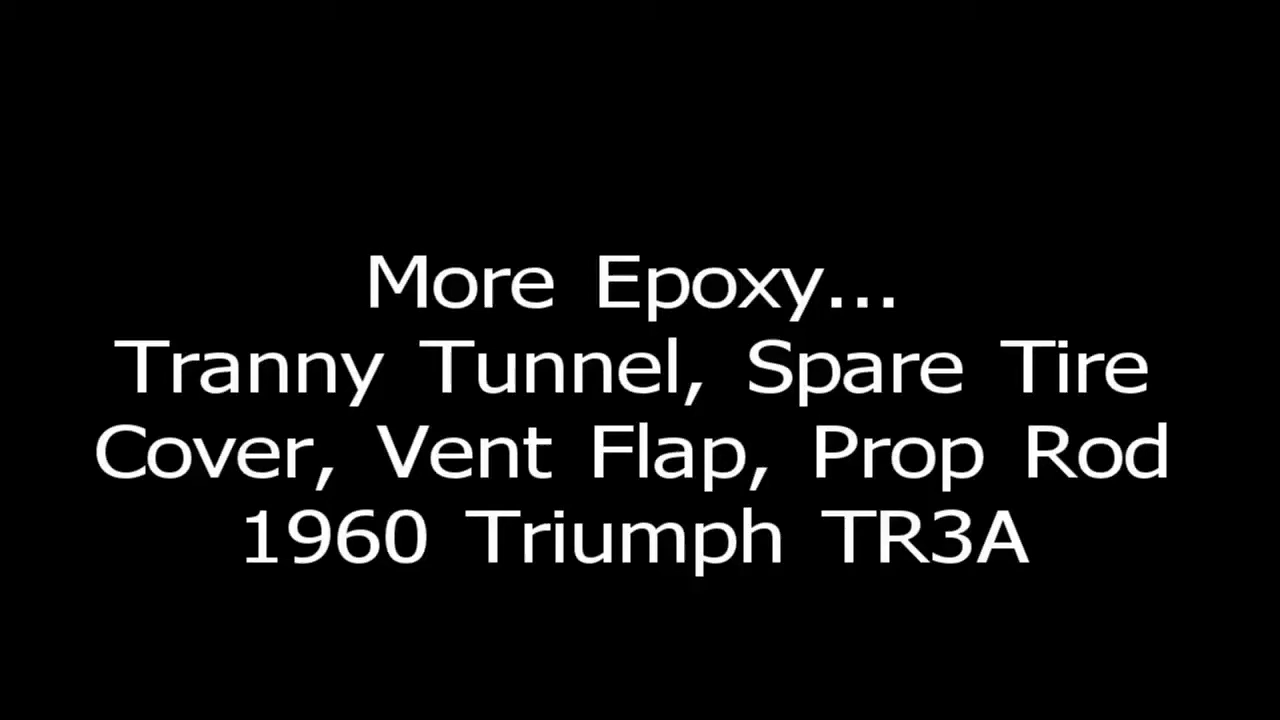 More Epoxy...
Tranny Tunnel, Spare Tire
Cover, Vent Flap, Prop Rod
1960 Triumph TR3A